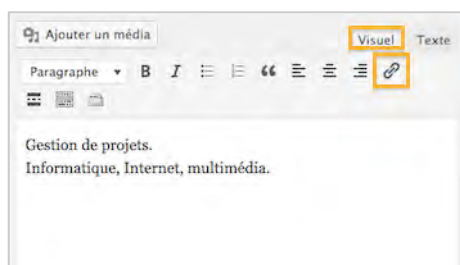 Ajouter un média
Visuel Texte
Paragraphe B I “
Gestion de projets.
Informatique, Internet, multimédia.